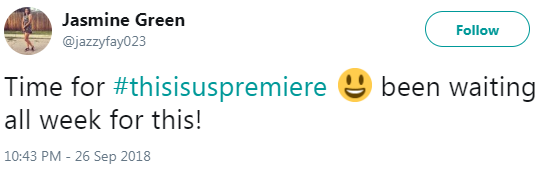 Jasmine Green
@jazzyfay023
Follow
Time for #thisisuspremiere 😃 been waiting
all week for this!
10:43 PM - 26 Sep 2018